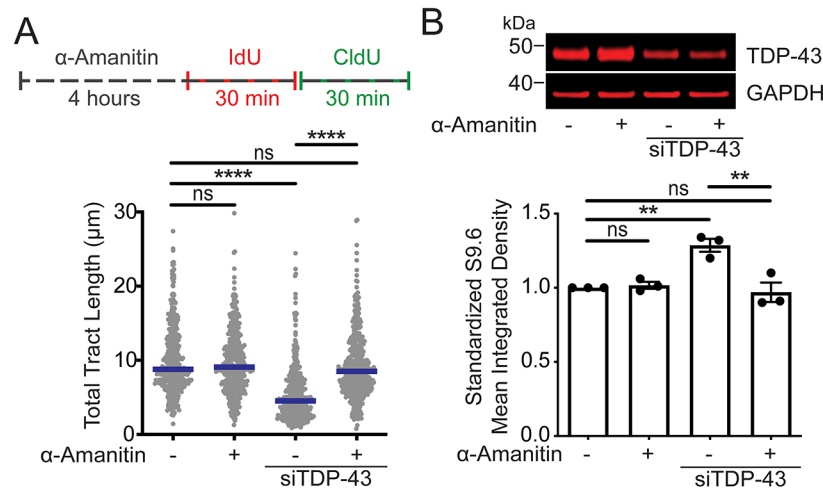 A
α-Amanitin IdU CldU
4 hours 30 min 30 min
****
ns
****
ns
Total Tract Length (μm)
30
20
10
0
α-Amanitin - + - +
siTDP-43
B
kDa
50 TDP-43
40 GAPDH
α-Amanitin - + - +
siTDP-43
**
ns
**
ns
Standardized S9.6
Mean Integrated Density
1.5
1.0
0.5
0.0
α-Amanitin - + - +
siTDP-43